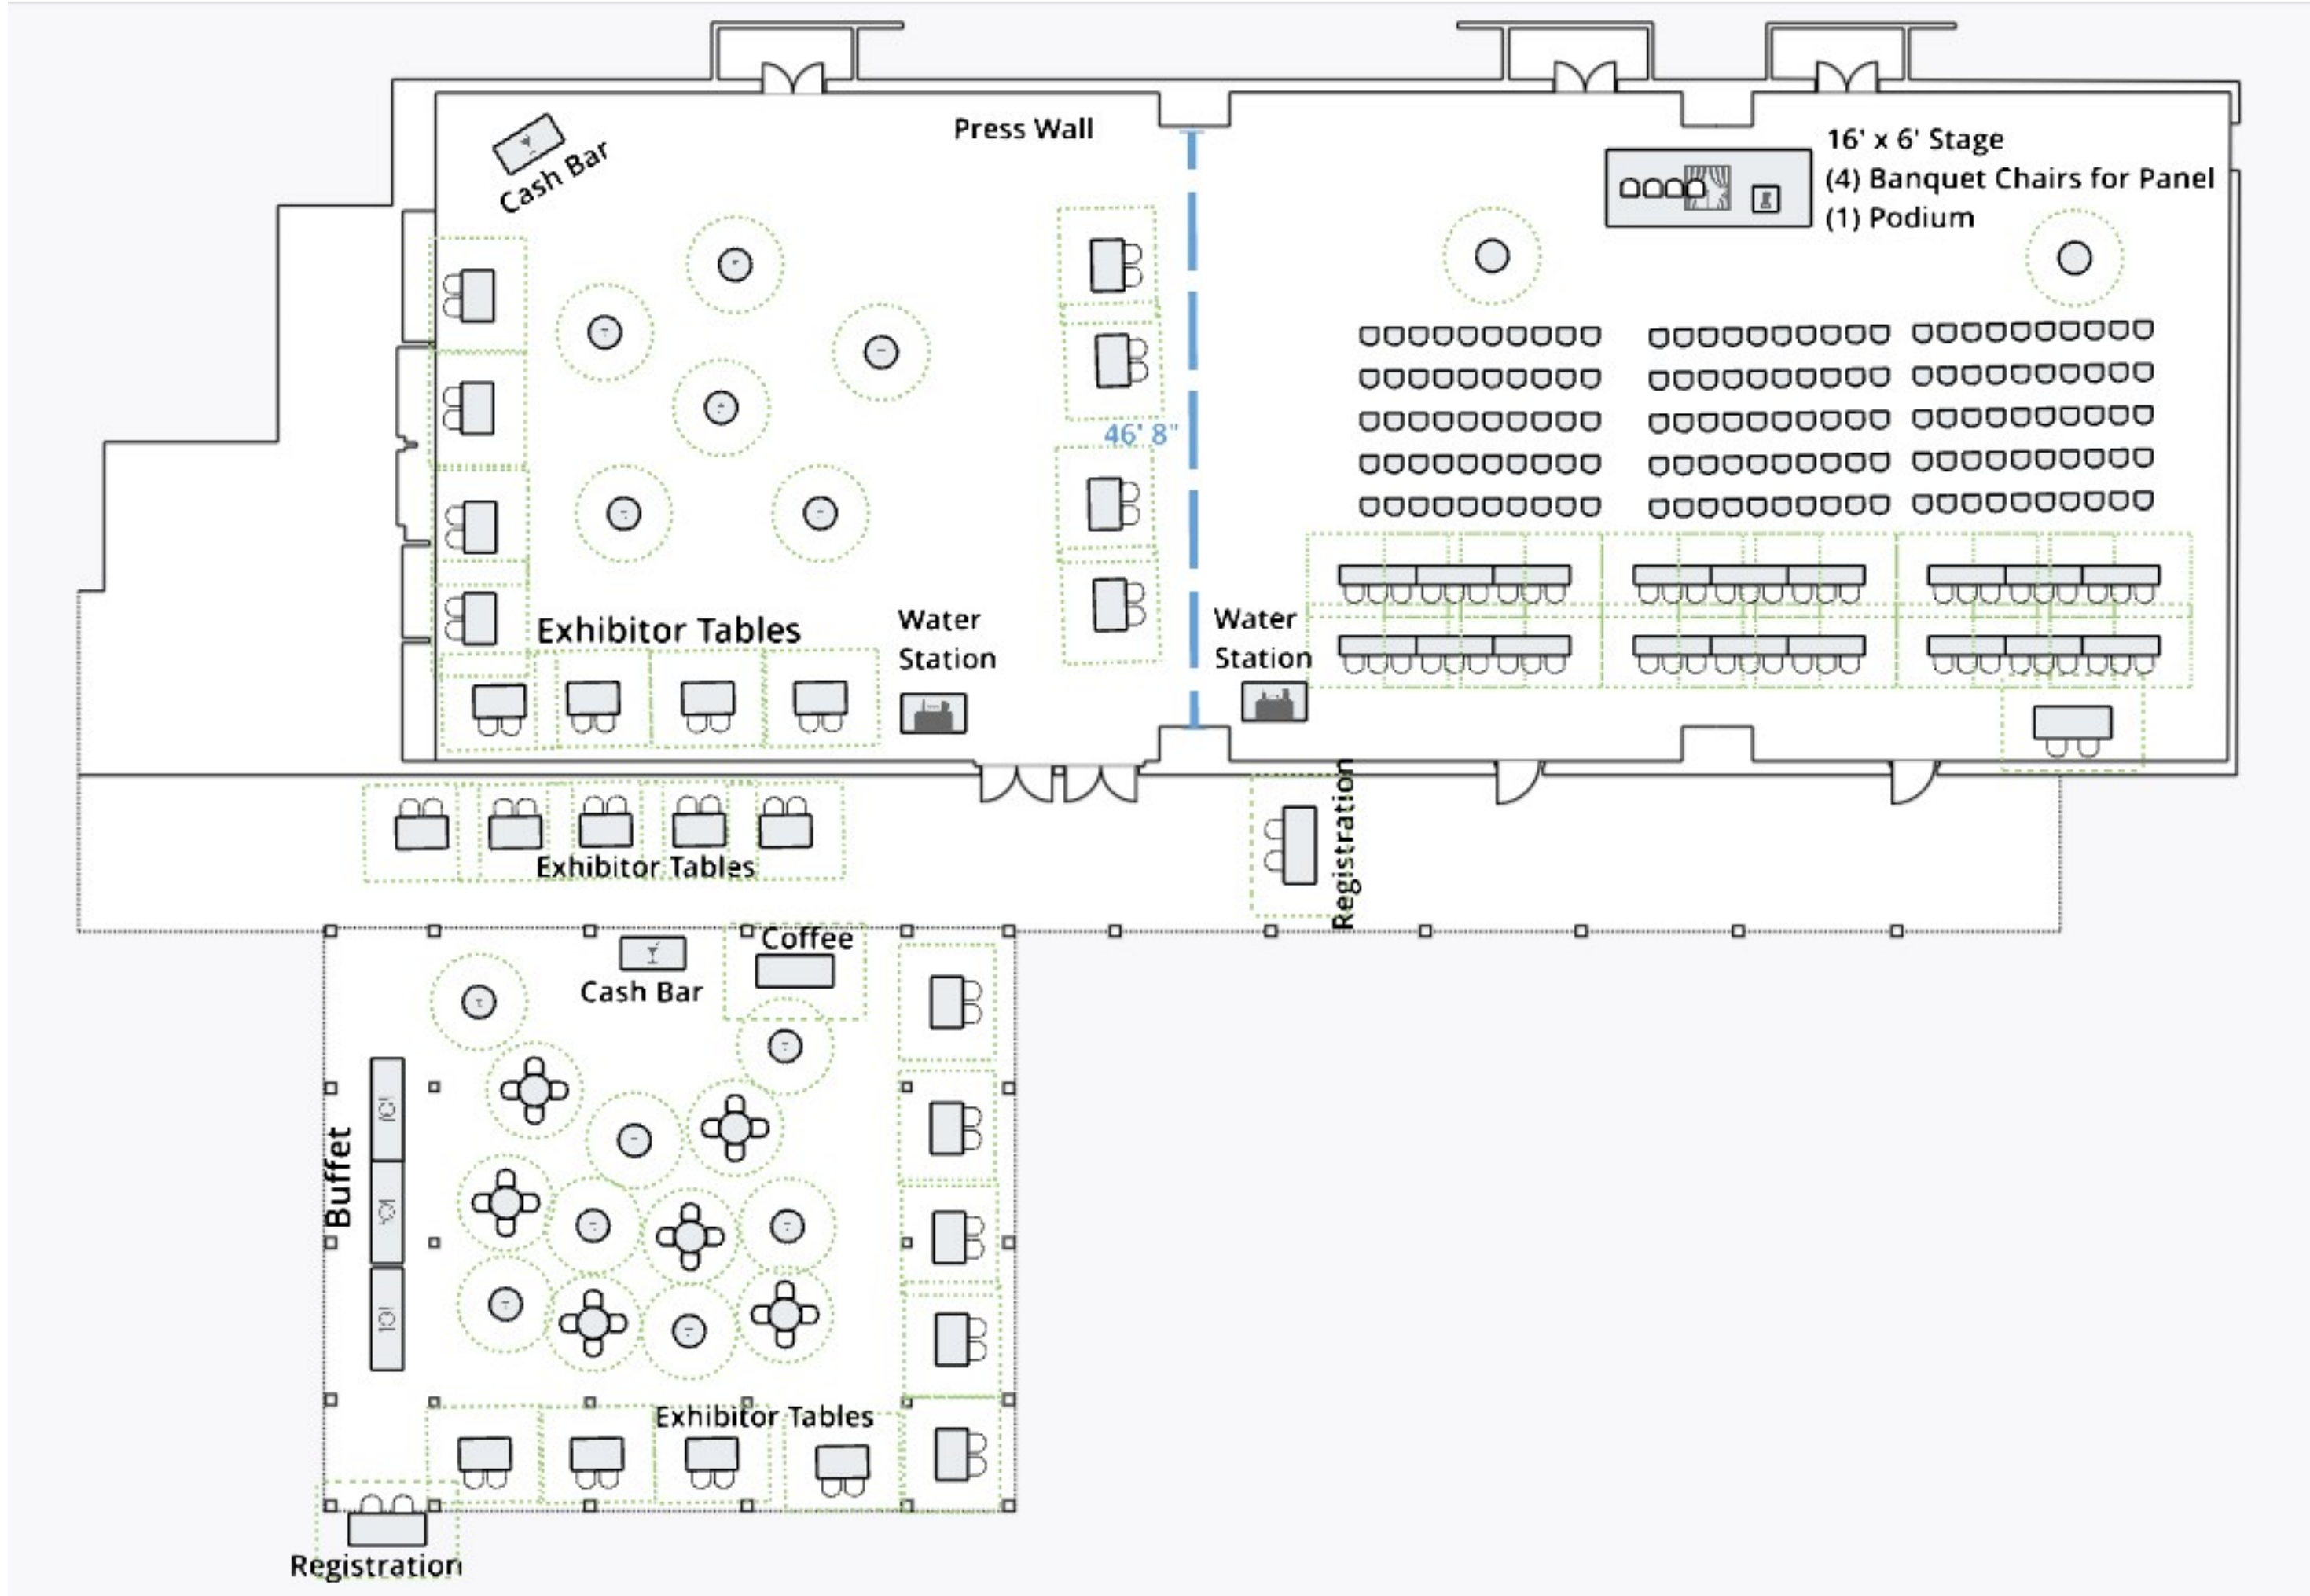 Press Wall
Cash Bar
16' x 6' Stage
(4) Banquet Chairs for Panel
(1) Podium
46' 8"
Exhibitor Tables
Water
Station
Water
Station
Registration
Exhibitor Tables
Coffee
Cash Bar
Buffet
Exhibitor Tables
Registration